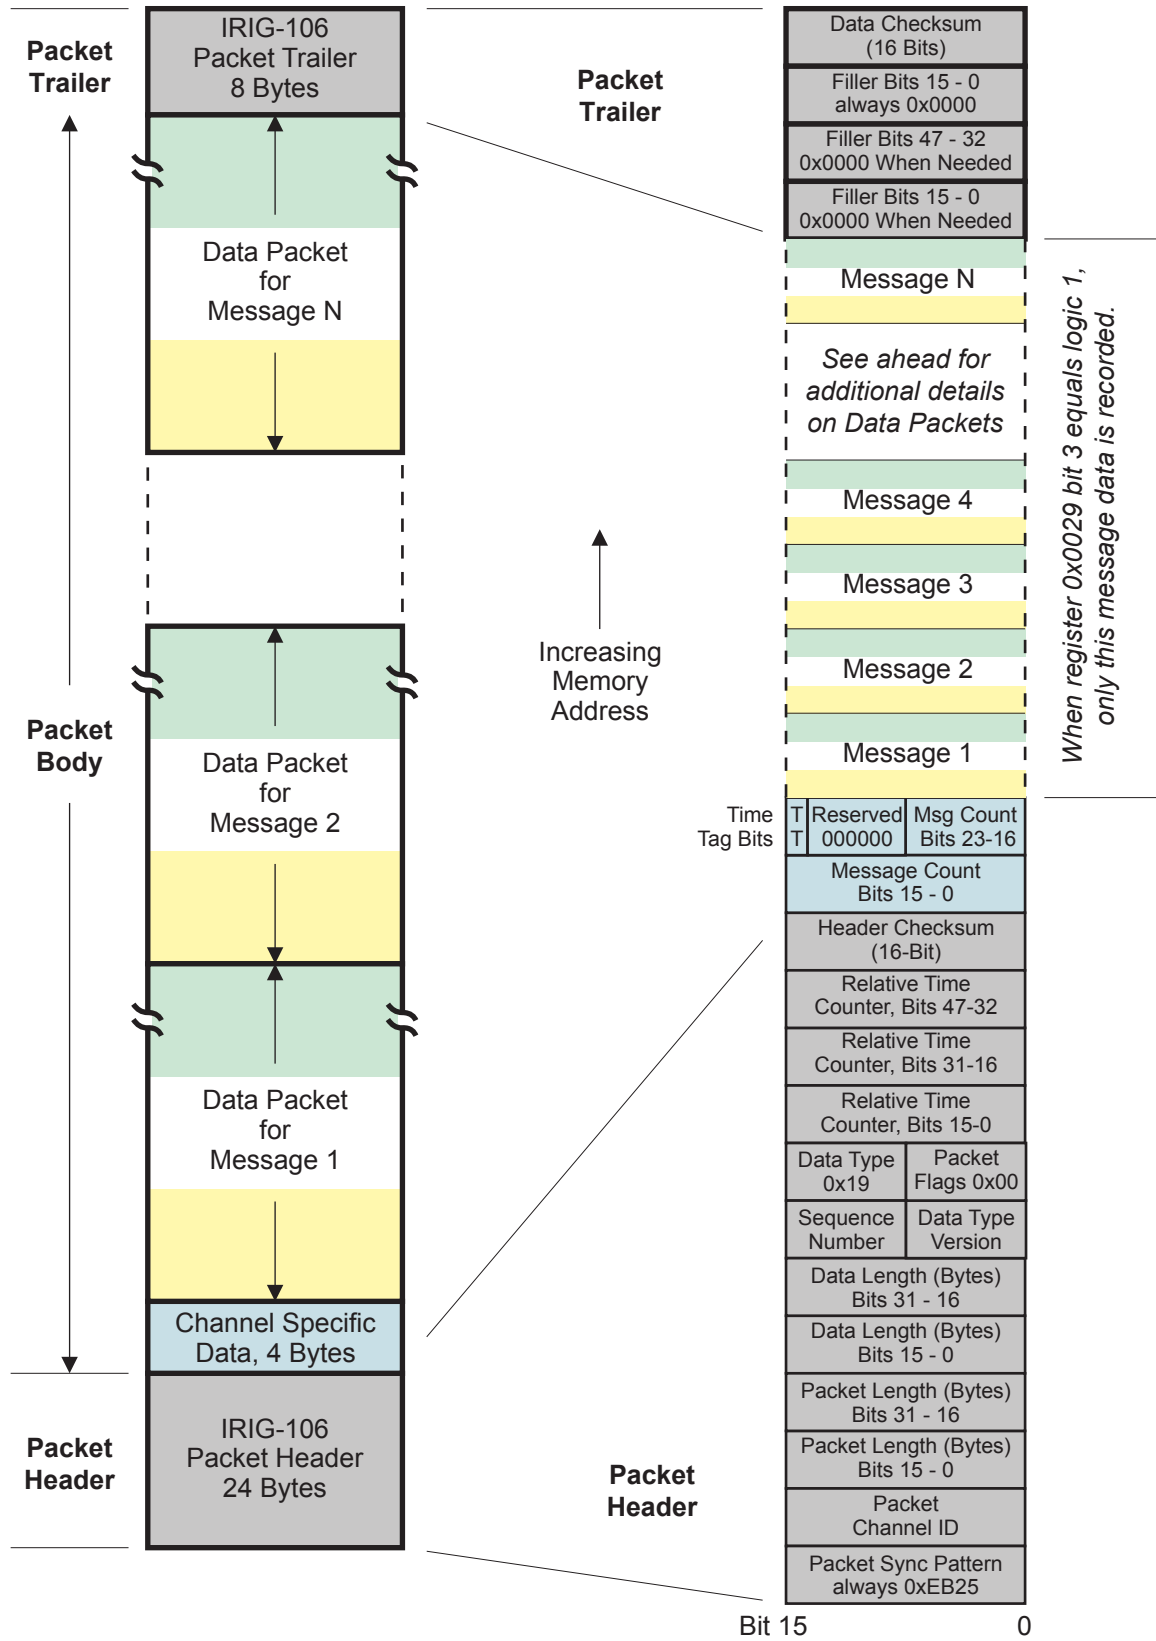 Packet
Trailer
IRIG-106
Packet Trailer
8 Bytes
Data Packet
for
Message N
Data Packet
for
Message 2
Packet
Body
Data Packet
for
Message 1
Channel Specific
Data, 4 Bytes
Packet
Header
IRIG-106
Packet Header
24 Bytes
Packet
Trailer
Increasing
Memory
Address
Packet
Header
Data Checksum
(16 Bits)
Filler Bits 15 - 0
always 0x0000
Filler Bits 47 - 32
0x0000 When Needed
Filler Bits 15 - 0
0x0000 When Needed
Message N
See ahead for
additional details
on Data Packets
Message 4
Message 3
Message 2
Message 1
When register 0x0029 bit 3 equals logic 1,
only this message data is recorded.
Time
Tag Bits
T
T
Reserved
000000
Msg Count
Bits 23-16
Message Count
Bits 15 - 0
Header Checksum
(16-Bit)
Relative Time
Counter, Bits 47-32
Relative Time
Counter, Bits 31-16
Relative Time
Counter, Bits 15-0
Data Type
0x19
Packet
Flags 0x00
Sequence
Number
Data Type
Version
Data Length (Bytes)
Bits 31 - 16
Data Length (Bytes)
Bits 15 - 0
Packet Length (Bytes)
Bits 31 - 16
Packet Length (Bytes)
Bits 15 - 0
Packet
Channel ID
Packet Sync Pattern
always 0xEB25
Bit 15
0